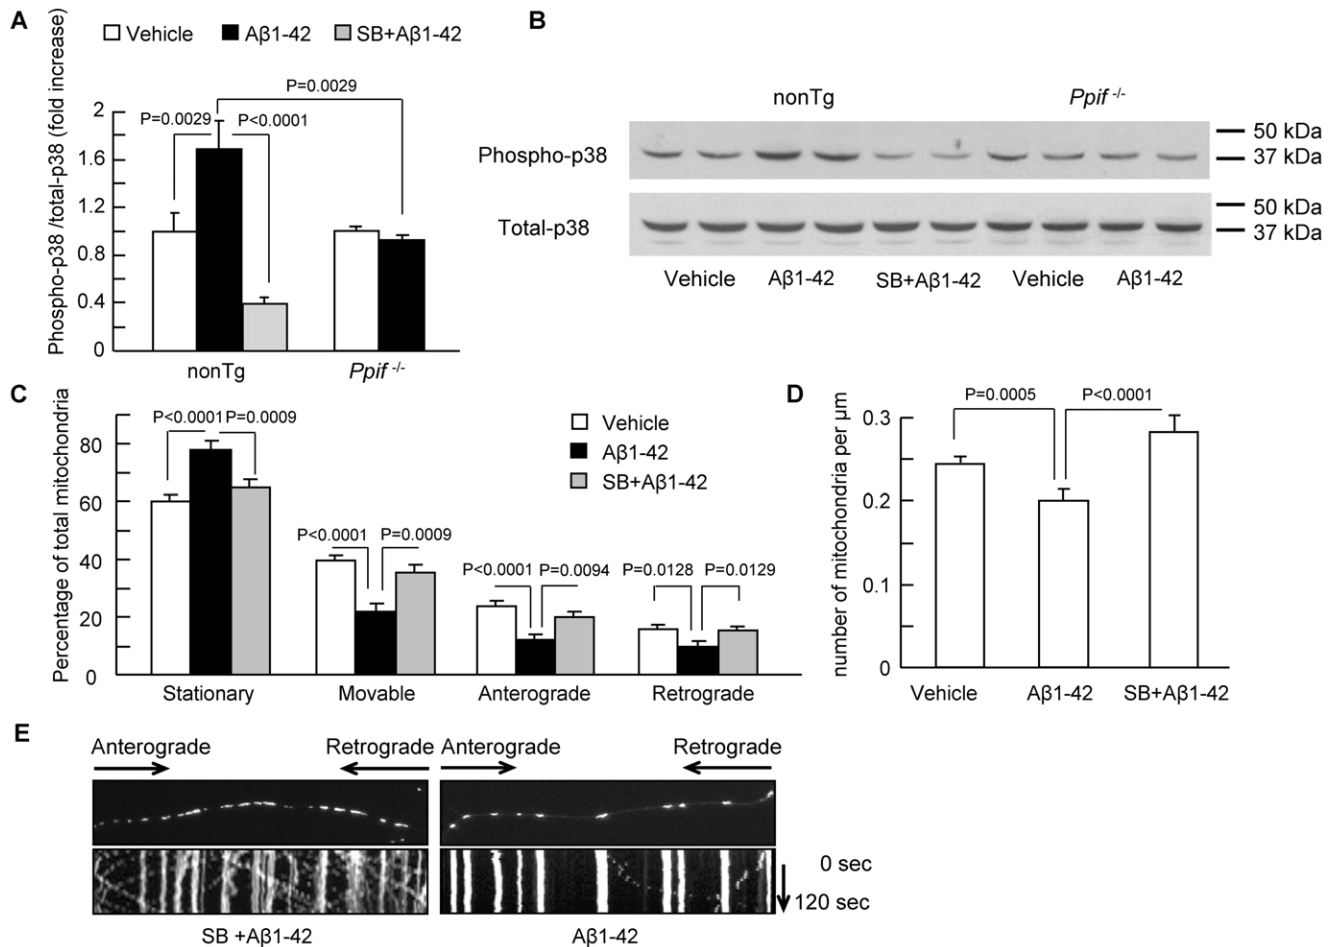 A
Vehicle Aβ1-42 SB+Aβ1-42
P=0.0029
P=0.0029 P<0.0001
Phospho-p38 /total-p38 (fold increase)
2
1.6
1.2
0.8
0.4
0
nonTg Ppif -/-
B
nonTg Ppif -/-
Phospho-p38
50 kDa
37 kDa
Total-p38
50 kDa
37 kDa
Vehicle Aβ1-42 SB+Aβ1-42 Vehicle Aβ1-42
C
Percentage of total mitochondria
80
60
40
20
0
P<0.0001 P=0.0009
Vehicle
Aβ1-42
SB+Aβ1-42
P<0.0001 P=0.0009
P<0.0001 P=0.0094
P=0.0128 P=0.0129
Stationary Movable Anterograde Retrograde
D
number of mitochondria per µm
P=0.0005 P<0.0001
0.3
0.2
0.1
0
Vehicle Aβ1-42 SB+Aβ1-42
E
Anterograde Retrograde Anterograde Retrograde
0 sec
120 sec
SB +Aβ1-42 Aβ1-42